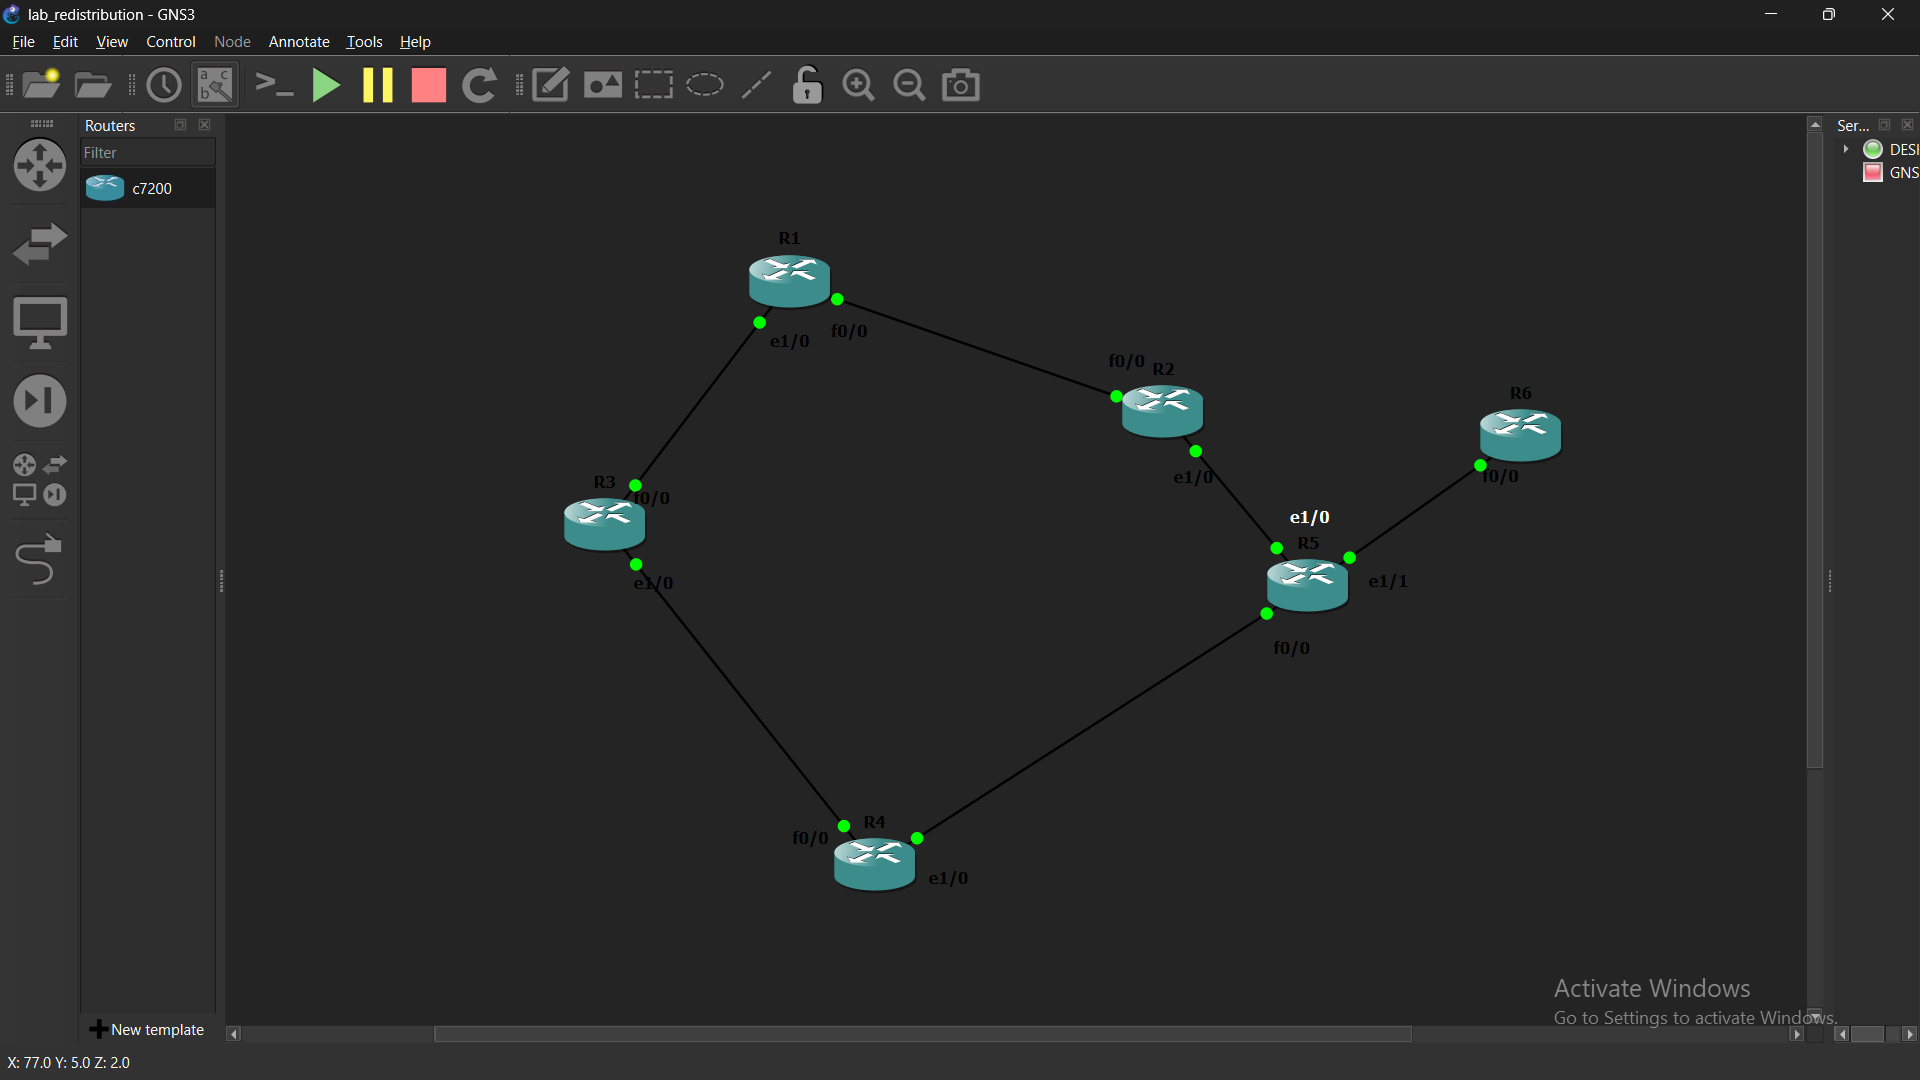 lab_redistribution - GNS3
File Edit View Control Node Annotate Tools Help
Routers
Ser...
Filter
DESI
c7200
GNS
R1
e1/0
f0/0
f0/0
R2
e1/0
R6
f0/0
R3
f0/0
e1/0
e1/0
R5
e1/1
f0/0
R4
f0/0
e1/0
Activate Windows
Go to Settings to activate Windows.
New template
X: 77.0 Y: 5.0 Z: 2.0